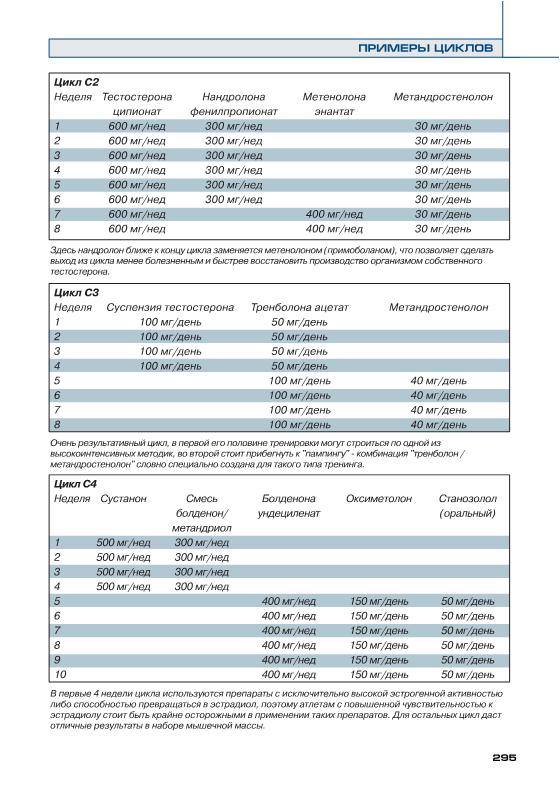 ПРИМЕРЫ ЦИКЛОВ
Цикл С2
Неделя Тестостерона Нандролона Метенолона Метандростенолон
ципионат фенилпропионат энантат
1 600 мг/нед 300 мг/нед 30 мг/день
2 600 мг/нед 300 мг/нед 30 мг/день
3 600 мг/нед 300 мг/нед 30 мг/день
4 600 мг/нед 300 мг/нед 30 мг/день
5 600 мг/нед 300 мг/нед 30 мг/день
6 600 мг/нед 300 мг/нед 30 мг/день
7 600 мг/нед 400 мг/нед 30 мг/день
8 600 мг/нед 400 мг/нед 30 мг/день
Здесь нандролон ближе к концу цикла заменяется метенолоном (примоболаном), что позволяет сделать
выход из цикла менее болезненным и быстрее восстановить производство организмом собственного
тестостерона.
Цикл С3
Неделя Суспензия тестостерона Тренболона ацетат Метандростенолон
1 100 мг/день 50 мг/день
2 100 мг/день 50 мг/день
3 100 мг/день 50 мг/день
4 100 мг/день 50 мг/день
5 100 мг/день 40 мг/день
6 100 мг/день 40 мг/день
7 100 мг/день 40 мг/день
8 100 мг/день 40 мг/день
Очень результативный цикл, в первой его половине тренировки могут строиться по одной из
высокоинтенсивных методик, во второй стоит прибегнуть к "пампингу" - комбинация "тренболон /
метандростенолон" словно специально создана для такого типа тренинга.
Цикл С4
Неделя Сустанон Смесь Болденона Оксиметолон Станозолол
болденон/ ундециленат (оральный)
метандриол
1 500 мг/нед 300 мг/нед
2 500 мг/нед 300 мг/нед
3 500 мг/нед 300 мг/нед
4 500 мг/нед 300 мг/нед
5 400 мг/нед 150 мг/день 50 мг/день
6 400 мг/нед 150 мг/день 50 мг/день
7 400 мг/нед 150 мг/день 50 мг/день
8 400 мг/нед 150 мг/день 50 мг/день
9 400 мг/нед 150 мг/день 50 мг/день
10 400 мг/нед 150 мг/день 50 мг/день
В первые 4 недели цикла используются препараты с исключительно высокой эстрогенной активностью
либо способностью превращаться в эстрадиол, поэтому атлетам с повышенной чувствительностью к
эстрадиолу стоит быть крайне осторожными в применении таких препаратов. Для остальных цикл даст
отличные результаты в наборе мышечной массы.
295